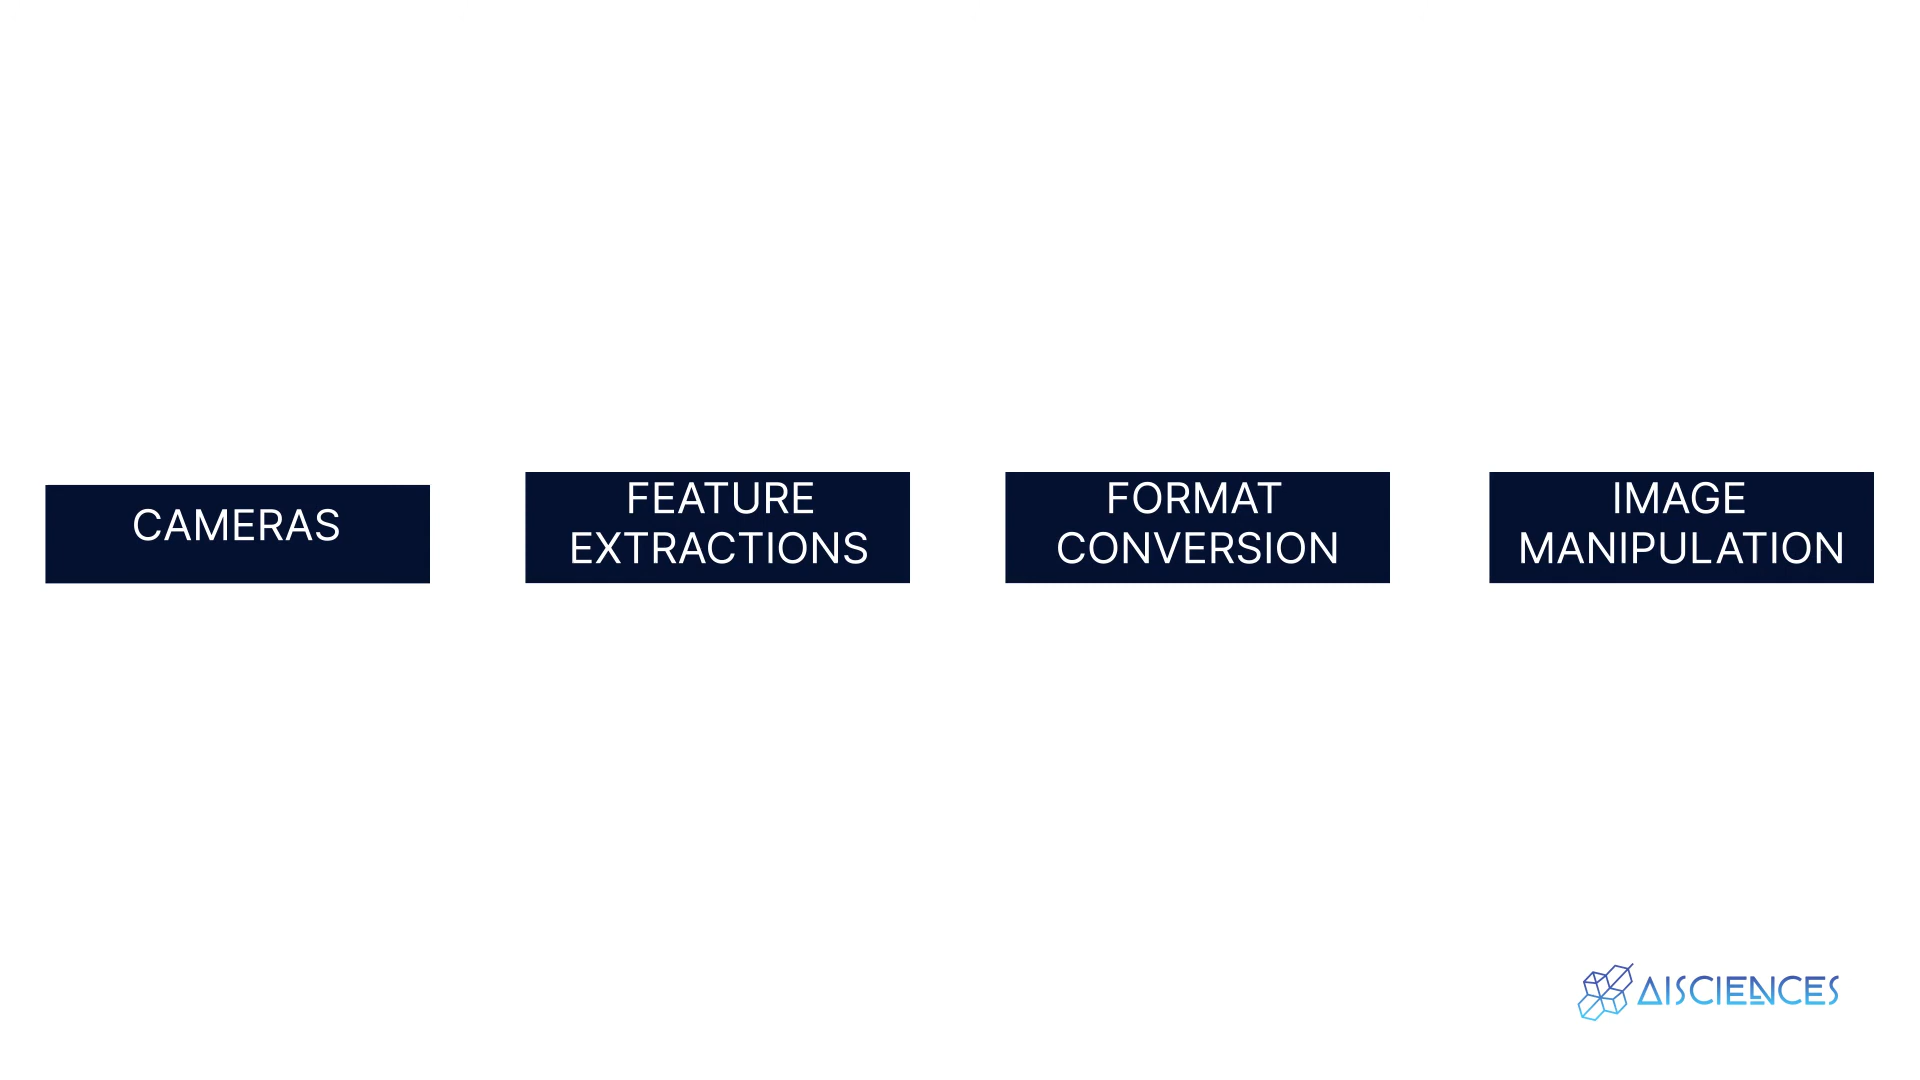 CAMERAS
FEATURE
EXTRACTIONS
FORMAT
CONVERSION
IMAGE
MANIPULATION
AISCIENCES